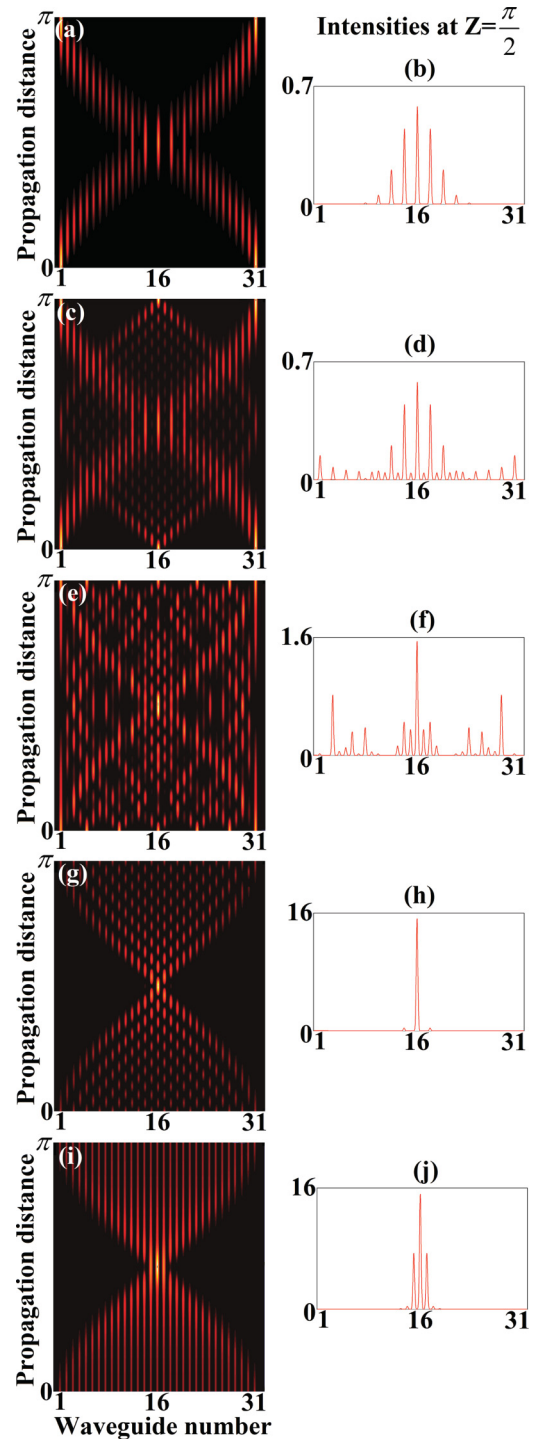 Intensities at Z=π/2
(a)
π
Propagation distance
0
1 16 31
(b)
0.7
0
1 16 31
(c)
π
Propagation distance
0
1 16 31
(d)
0.7
0
1 16 31
(e)
π
Propagation distance
0
1 16 31
(f)
1.6
0
1 16 31
(g)
π
Propagation distance
0
1 16 31
(h)
16
0
1 16 31
(i)
π
Propagation distance
0
1 16 31
Waveguide number
(j)
16
0
1 16 31